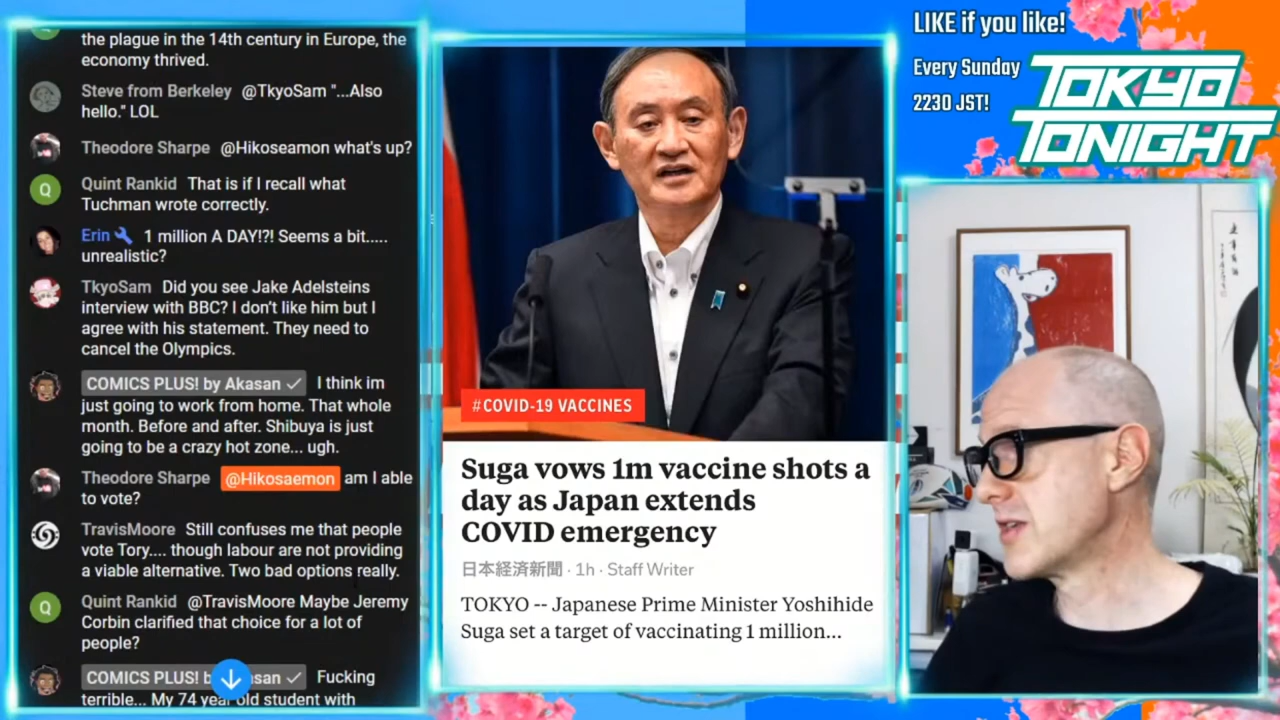 the plague in the 14th century in Europe, the
economy thrived.
Steve from Berkeley @TkyoSam "...Also
hello." LOL
Theodore Sharpe @Hikoseamon what's up?
Q
Quint Rankid That is if I recall what
Tuchman wrote correctly.
Erin 1 million A DAY!?! Seems a bit.....
unrealistic?
TkyoSam Did you see Jake Adelsteins
interview with BBC? I don't like him but I
agree with his statement. They need to
cancel the Olympics.
COMICS PLUS! by Akasan ✓ I think im
just going to work from home. That whole
month. Before and after. Shibuya is just
going to be a crazy hot zone... ugh.
Theodore Sharpe @Hikosaemon am I able
to vote?
TravisMoore Still confuses me that people
vote Tory.... though labour are not providing
a viable alternative. Two bad options really.
Q
Quint Rankid @TravisMoore Maybe Jeremy
Corbin clarified that choice for a lot of
people?
COMICS PLUS! b asan ✓ Fucking
terrible... My 74 year old student with
#COVID-19 VACCINES
Suga vows 1m vaccine shots a
day as Japan extends
COVID emergency
日本経済新聞 · 1h · Staff Writer
TOKYO -- Japanese Prime Minister Yoshihide
Suga set a target of vaccinating 1 million...
LIKE if you like!
Every Sunday
2230 JST!
TOKYO
TONIGHT